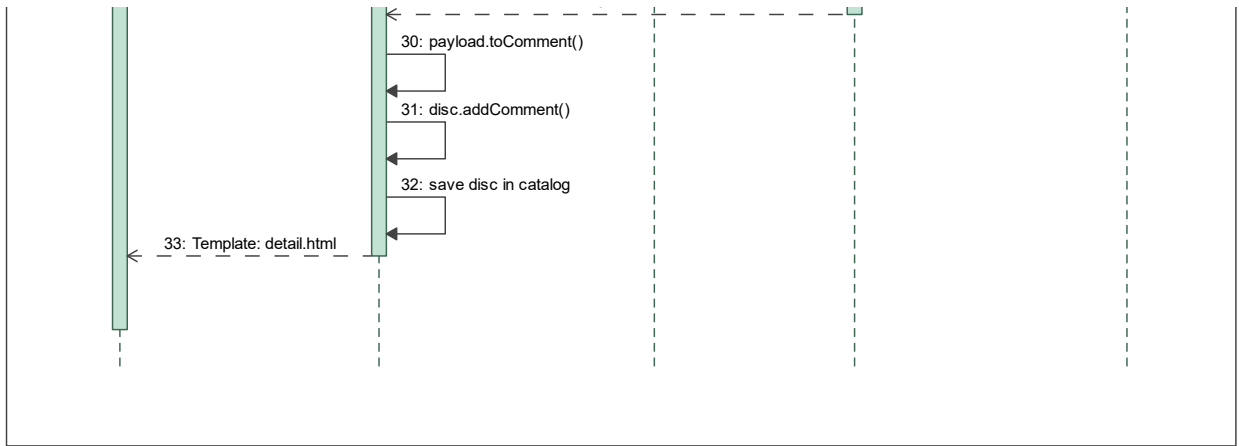 30: payload.toComment()
31: disc.addComment()
32: save disc in catalog
33: Template: detail.html